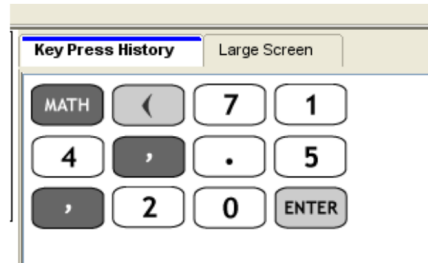 Key Press History Large Screen
MATH ( 7 1
4 , . 5
, 2 0 ENTER